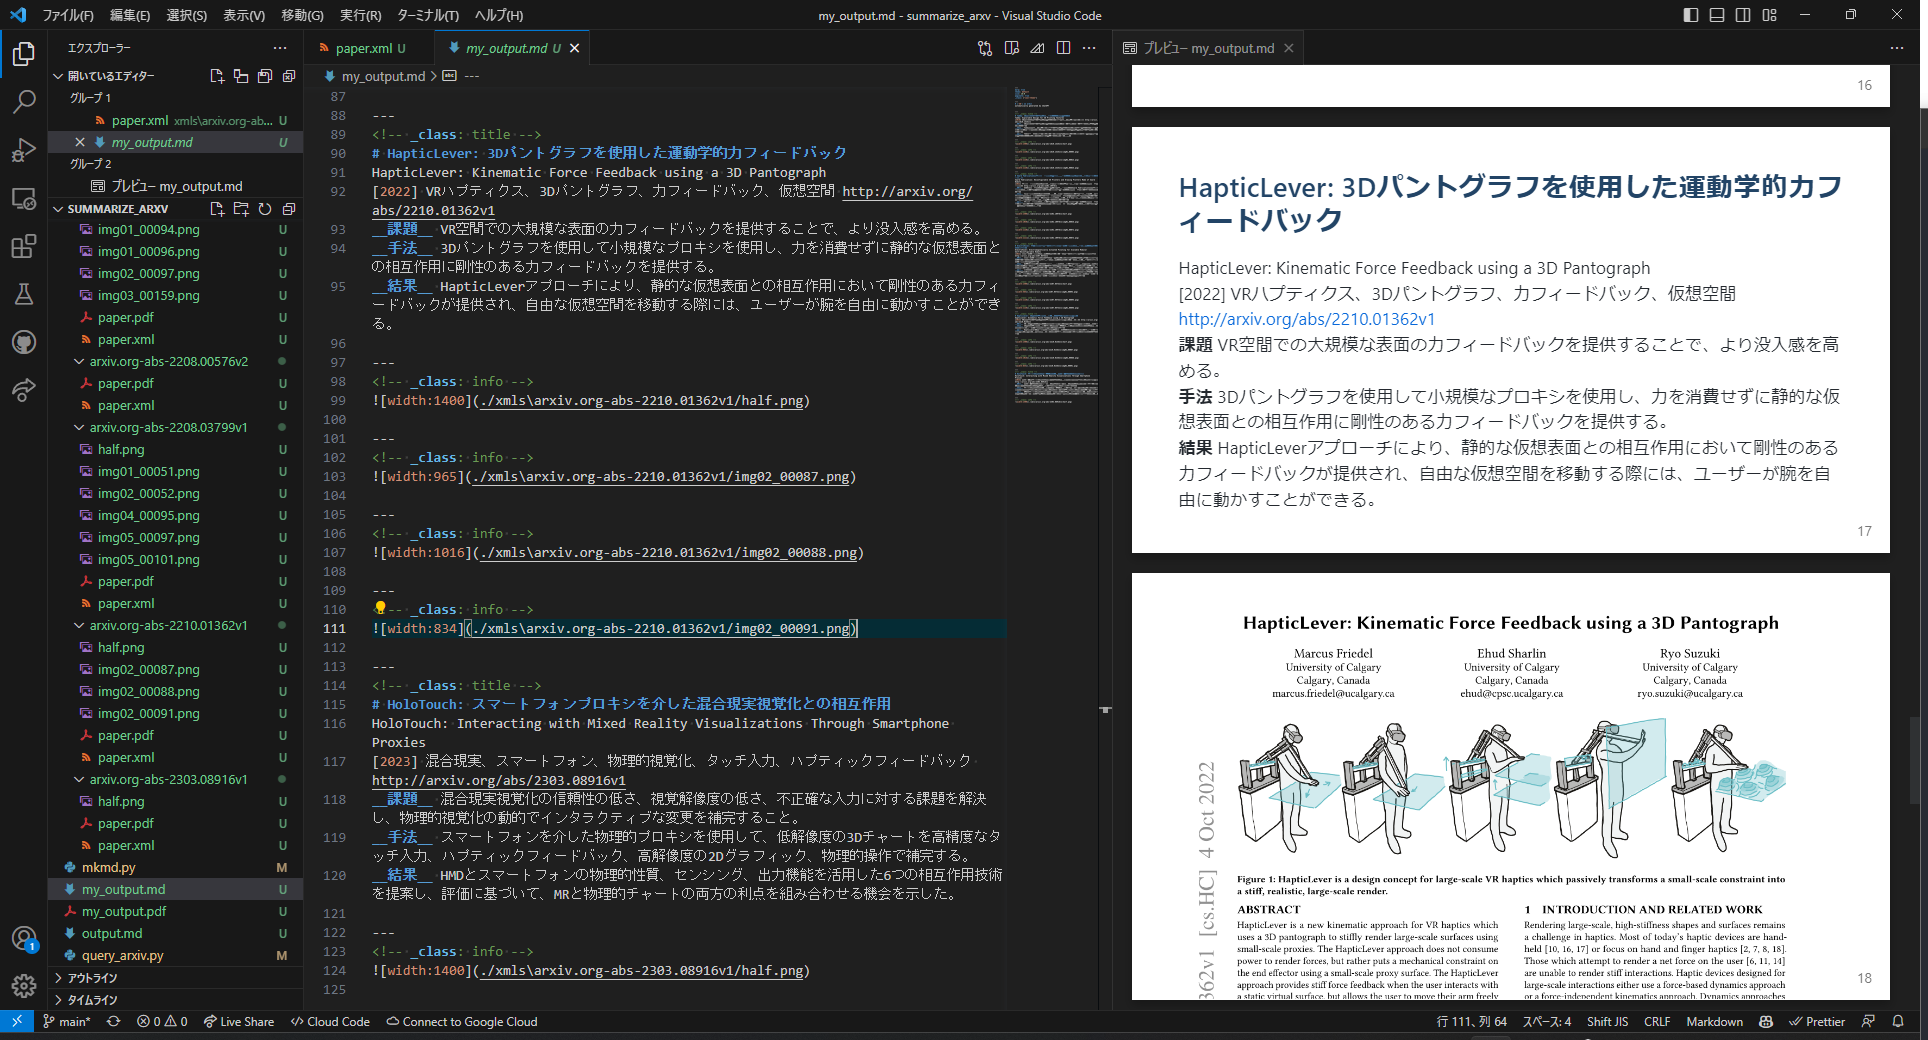 ファイル(F) 編集(E) 選択(S) 表示(V) 移動(G) 実行(R) ターミナル(T) ヘルプ(H)
my_output.md - summarize_arxv - Visual Studio Code
エクスプローラー
開いているエディター
グループ 1
paper.xml xmls\arxiv.org-ab... U
my_output.md U
グループ 2
プレビュー my_output.md
SUMMARIZE_ARXV
img01_00094.png U
img01_00096.png U
img02_00097.png U
img03_00159.png U
paper.pdf U
paper.xml U
arxiv.org-abs-2208.00576v2
paper.pdf U
paper.xml U
arxiv.org-abs-2208.03799v1
half.png U
img01_00051.png U
img02_00052.png U
img04_00095.png U
img05_00097.png U
img05_00101.png U
paper.pdf U
paper.xml U
arxiv.org-abs-2210.01362v1
half.png U
img02_00087.png U
img02_00088.png U
img02_00091.png U
paper.pdf U
paper.xml U
arxiv.org-abs-2303.08916v1
half.png U
paper.pdf U
paper.xml U
mkmd.py M
my_output.md U
my_output.pdf U
output.md U
query_arxiv.py M
アウトライン
タイムライン
1
paper.xml U
my_output.md U
my_output.md > ---
87
88 ---
89 <!-- _class: title -->
90 # HapticLever: 3Dパントグラフを使用した運動学的力フィードバック
91 HapticLever: Kinematic Force Feedback using a 3D Pantograph
92 [2022] VRハプティクス、3Dパントグラフ、力フィードバック、仮想空間 http://arxiv.org/
abs/2210.01362v1
93 __課題__ VR空間での大規模な表面の力フィードバックを提供することで、より没入感を高める。
94 __手法__ 3Dパントグラフを使用して小規模なプロキシを使用し、力を消費せずに静的な仮想表面と
の相互作用に剛性のある力フィードバックを提供する。
95 __結果__ HapticLeverアプローチにより、静的な仮想表面との相互作用において剛性のある力フィ
ードバックが提供され、自由な仮想空間を移動する際には、ユーザーが腕を自由に動かすことができ
る。
96
97 ---
98 <!-- _class: info -->
99 ![width:1400](./xmls\arxiv.org-abs-2210.01362v1/half.png)
100
101 ---
102 <!-- _class: info -->
103 ![width:965](./xmls\arxiv.org-abs-2210.01362v1/img02_00087.png)
104
105 ---
106 <!-- _class: info -->
107 ![width:1016](./xmls\arxiv.org-abs-2210.01362v1/img02_00088.png)
108
109 ---
110 -- _class: info -->
111 ![width:834](./xmls\arxiv.org-abs-2210.01362v1/img02_00091.png)
112
113 ---
114 <!-- _class: title -->
115 # HoloTouch: スマートフォンプロキシを介した混合現実視覚化との相互作用
116 HoloTouch: Interacting with Mixed Reality Visualizations Through Smartphone
Proxies
117 [2023] 混合現実、スマートフォン、物理的視覚化、タッチ入力、ハプティックフィードバック
http://arxiv.org/abs/2303.08916v1
118 __課題__ 混合現実視覚化の信頼性の低さ、視覚解像度の低さ、不正確な入力に対する課題を解決
し、物理的視覚化の動的でインタラクティブな変更を補完すること。
119 __手法__ スマートフォンを介した物理的プロキシを使用して、低解像度の3Dチャートを高精度なタ
ッチ入力、ハプティックフィードバック、高解像度の2Dグラフィック、物理的操作で補完する。
120 __結果__ HMDとスマートフォンの物理的性質、センシング、出力機能を活用した6つの相互作用技術
を提案し、評価に基づいて、MRと物理的チャートの両方の利点を組み合わせる機会を示した。
121
122 ---
123 <!-- _class: info -->
124 ![width:1400](./xmls\arxiv.org-abs-2303.08916v1/half.png)
125
プレビュー my_output.md
16
HapticLever: 3Dパントグラフを使用した運動学的力フ
ィードバック
HapticLever: Kinematic Force Feedback using a 3D Pantograph
[2022] VRハプティクス、3Dパントグラフ、力フィードバック、仮想空間
http://arxiv.org/abs/2210.01362v1
課題 VR空間での大規模な表面の力フィードバックを提供することで、より没入感を高
める。
手法 3Dパントグラフを使用して小規模なプロキシを使用し、力を消費せずに静的な仮
想表面との相互作用に剛性のある力フィードバックを提供する。
結果 HapticLeverアプローチにより、静的な仮想表面との相互作用において剛性のある
力フィードバックが提供され、自由な仮想空間を移動する際には、ユーザーが腕を自
由に動かすことができる。
17
HapticLever: Kinematic Force Feedback using a 3D Pantograph
Marcus Friedel
University of Calgary
Calgary, Canada
marcus.friedel@ucalgary.ca
Ehud Sharlin
University of Calgary
Calgary, Canada
ehud@cpsc.ucalgary.ca
Ryo Suzuki
University of Calgary
Calgary, Canada
ryo.suzuki@ucalgary.ca
362v1 [cs.HC] 4 Oct 2022
Figure 1: HapticLever is a design concept for large-scale VR haptics which passively transforms a small-scale constraint into
a stiff, realistic, large-scale render.
ABSTRACT
HapticLever is a new kinematic approach for VR haptics which
uses a 3D pantograph to stiffly render large-scale surfaces using
small-scale proxies. The HapticLever approach does not consume
power to render forces, but rather puts a mechanical constraint on
the end effector using a small-scale proxy surface. The HapticLever
approach provides stiff force feedback when the user interacts with
a static virtual surface, but allows the user to move their arm freely
1 INTRODUCTION AND RELATED WORK
Rendering large-scale, high-stiffness shapes and surfaces remains
a challenge in haptics. Most of today's haptic devices are hand-
held [10, 16, 17] or focus on hand and finger haptics [2, 7, 8, 18].
Those which attempt to render a net force on the user [6, 11, 14]
are unable to render stiff interactions. Haptic devices designed for
large-scale interactions either use a force-based dynamics approach
or a force-independent kinematics approach. Dynamics approaches
18
main* 0 0 Live Share Cloud Code Connect to Google Cloud
行 111、列 64 スペース: 4 Shift JIS CRLF Markdown Prettier